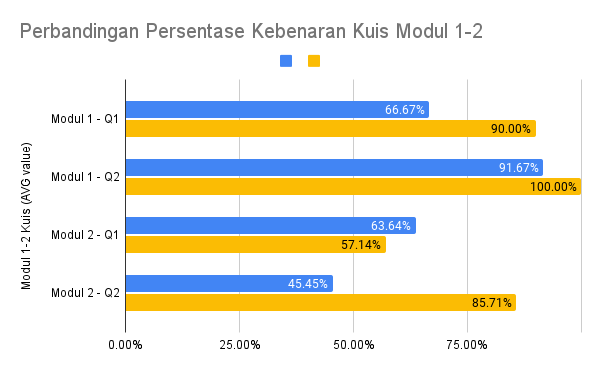 Perbandingan Persentase Kebenaran Kuis Modul 1-2
Modul 1-2 Kuis (AVG value)
Modul 1 - Q1
66.67%
90.00%
Modul 1 - Q2
91.67%
100.00%
Modul 2 - Q1
63.64%
57.14%
Modul 2 - Q2
45.45%
85.71%
0.00% 25.00% 50.00% 75.00%